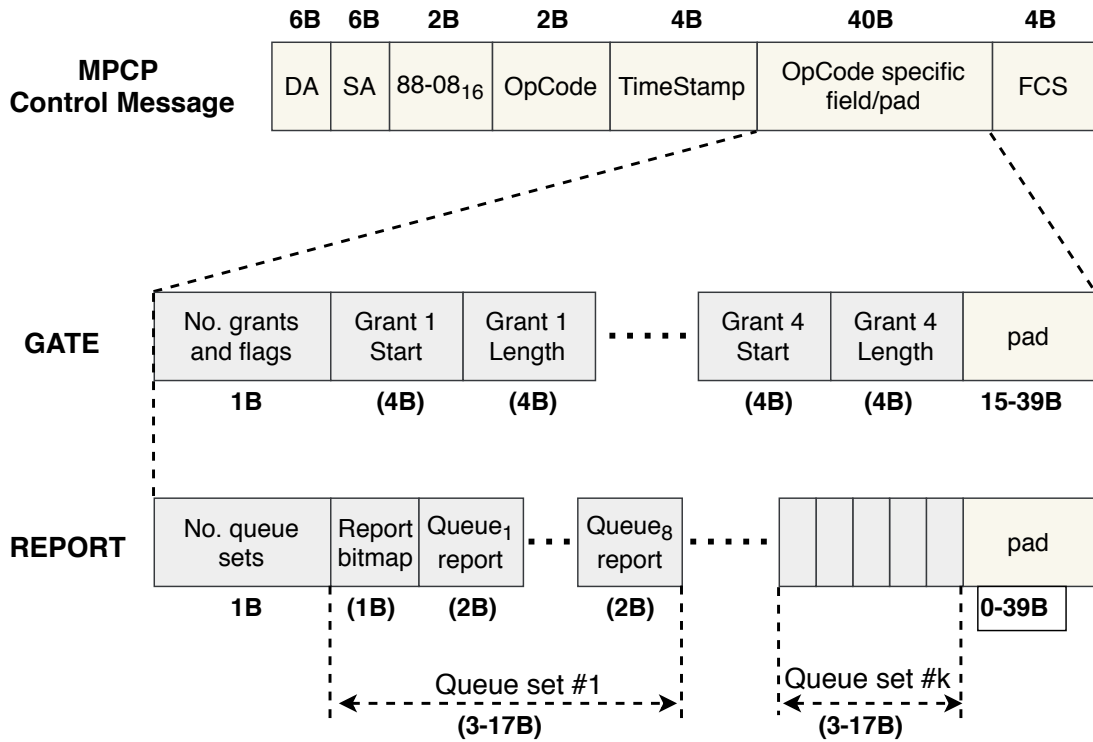 6B 6B 2B 2B 4B 40B 4B
MPCP
Control Message
DA SA 88-08₁₆ OpCode TimeStamp OpCode specific
field/pad FCS
GATE
No. grants
and flags
Grant 1
Start
Grant 1
Length
Grant 4
Start
Grant 4
Length
pad
1B (4B) (4B) (4B) (4B) 15-39B
REPORT
No. queue
sets
Report
bitmap
Queue₁
report
Queue₈
report
pad
1B (1B) (2B) (2B) 0-39B
Queue set #1
(3-17B)
Queue set #k
(3-17B)